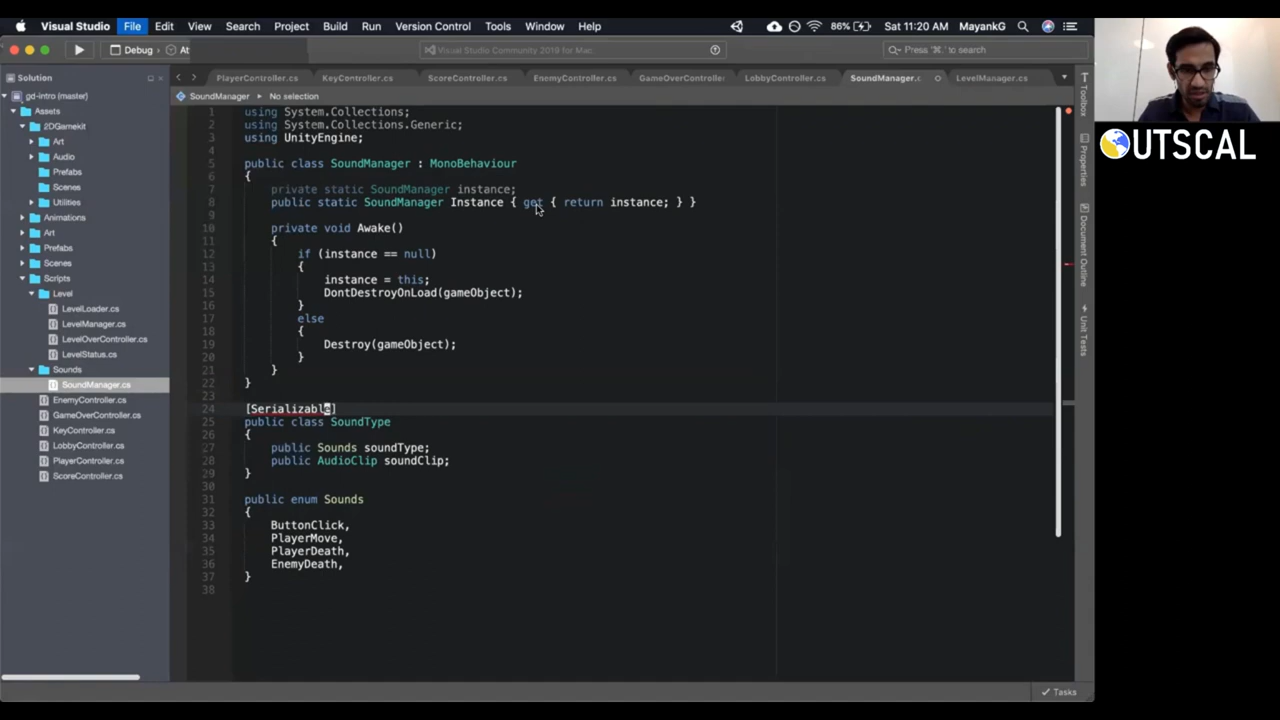 Visual Studio File Edit View Search Project Build Run Version Control Tools Window Help 86% Sat 11:20 AM MayankG
Debug At Visual Studio Community 2019 for Mac Press '⌘.' to search
Solution PlayerController.cs KeyController.cs ScoreController.cs EnemyController.cs GameOverController LobbyController.cs SoundManager.c LevelManager.cs
gd-intro (master) SoundManager No selection
Assets
2DGamekit
Art
Audio
Prefabs
Scenes
Utilities
Animations
Art
Prefabs
Scenes
Scripts
Level
LevelLoader.cs
LevelManager.cs
LevelOverController.cs
LevelStatus.cs
Sounds
SoundManager.cs
EnemyController.cs
GameOverController.cs
KeyController.cs
LobbyController.cs
PlayerController.cs
ScoreController.cs
1 using System.Collections;
2 using System.Collections.Generic;
3 using UnityEngine;
4
5 public class SoundManager : MonoBehaviour
6 {
7 private static SoundManager instance;
8 public static SoundManager Instance { get { return instance; } }
9
10 private void Awake()
11 {
12 if (instance == null)
13 {
14 instance = this;
15 DontDestroyOnLoad(gameObject);
16 }
17 else
18 {
19 Destroy(gameObject);
20 }
21 }
22 }
23
24 [Serializable]
25 public class SoundType
26 {
27 public Sounds soundType;
28 public AudioClip soundClip;
29 }
30
31 public enum Sounds
32 {
33 ButtonClick,
34 PlayerMove,
35 PlayerDeath,
36 EnemyDeath,
37 }
38
Toolbox
Properties
Document Outline
Unit Tests
Tasks
OUTSCAL